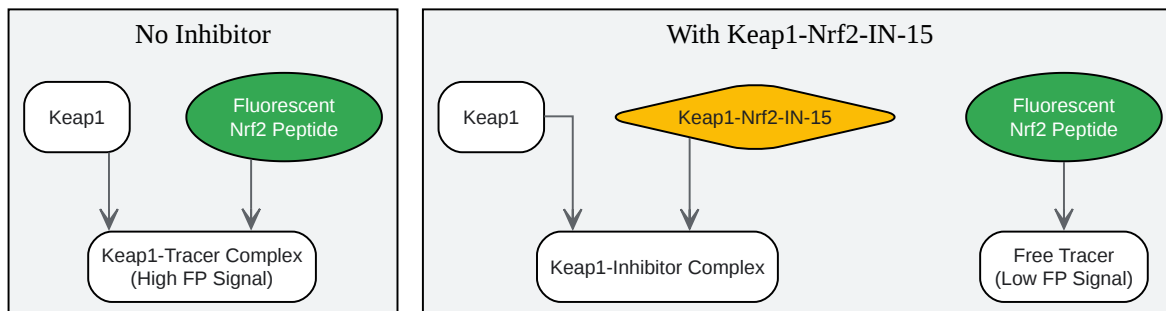 No Inhibitor
Keap1
Fluorescent
Nrf2 Peptide
Keap1-Tracer Complex
(High FP Signal)
With Keap1-Nrf2-IN-15
Keap1
Keap1-Nrf2-IN-15
Fluorescent
Nrf2 Peptide
Keap1-Inhibitor Complex
Free Tracer
(Low FP Signal)